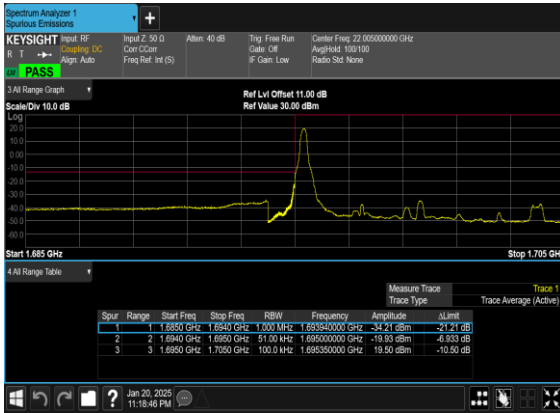 Spectrum Analyzer 1
Spurious Emissions
KEYSIGHT Input: RF Input Z: 50 Ω Atten: 40 dB Trig: Free Run Center Freq: 22.005000000 GHz
R T Coupling: DC Corr CCorr Gate: Off Avg|Hold: 100/100
Align: Auto Freq Ref: Int (S) IF Gain: Low Radio Std: None
PASS
3 All Range Graph
Ref Lvl Offset 11.00 dB
Scale/Div 10.0 dB Ref Value 30.00 dBm
Log
20.0
10.0
0.00
-10.0
-20.0
-30.0
-40.0
-50.0
-60.0
Start 1.685 GHz Stop 1.705 GH
4 All Range Table
Measure Trace Trace 1
Trace Type Trace Average (Active)
Spur Range Start Freq Stop Freq RBW Frequency Amplitude ΔLimit
1 1 1.6850 GHz 1.6940 GHz 1.000 MHz 1.693940000 GHz -34.21 dBm -21.21 dB
2 2 1.6940 GHz 1.6950 GHz 51.00 kHz 1.695000000 GHz -19.93 dBm -6.933 dB
3 3 1.6950 GHz 1.7050 GHz 100.0 kHz 1.695350000 GHz 19.50 dBm -10.50 dB
Jan 20, 2025
11:18:46 PM